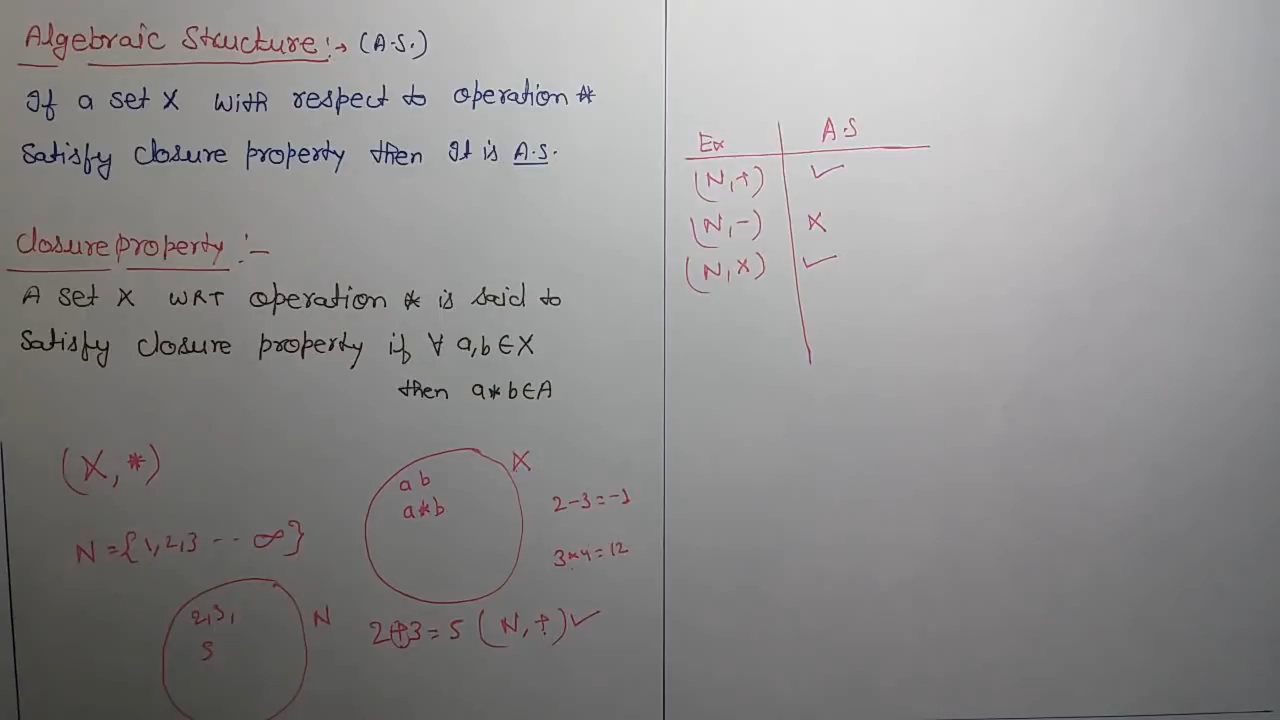 Algebraic Structure :→ (A.S.)
If a set X with respect to operation *
Satisfy closure property then It is A.S.
Closure property :-
A set X WRT operation * is said to
Satisfy closure property if ∀ a,b ∈ X
then a*b ∈ A
(X, *)
N = {1,2,3 -- ∞}
a b
a*b
X
2-3=-1
3*4=12
2,3,
5
N
2+3=5 (N,+) ✓
Ex A.S
(N,+) ✓
(N,-) ×
(N,×) ✓